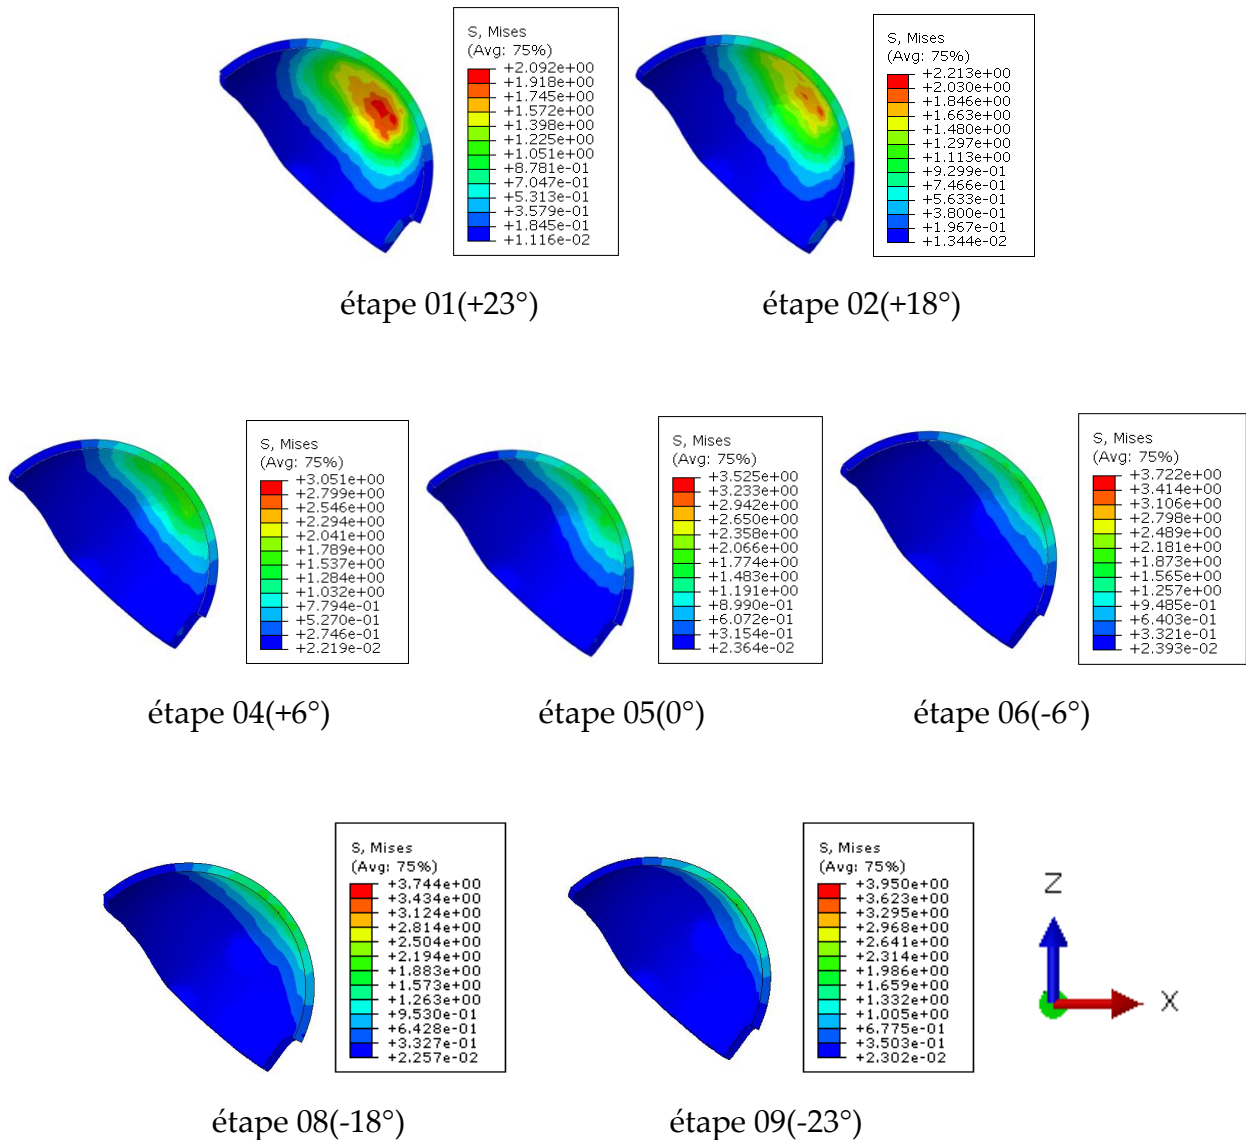 S, Mises
(Avg: 75%)
+2.092e+00
+1.918e+00
+1.745e+00
+1.572e+00
+1.398e+00
+1.225e+00
+1.051e+00
+8.781e-01
+7.047e-01
+5.313e-01
+3.579e-01
+1.845e-01
+1.116e-02
étape 01(+23°)
S, Mises
(Avg: 75%)
+2.213e+00
+2.030e+00
+1.846e+00
+1.663e+00
+1.480e+00
+1.297e+00
+1.113e+00
+9.299e-01
+7.466e-01
+5.633e-01
+3.800e-01
+1.967e-01
+1.344e-02
étape 02(+18°)
S, Mises
(Avg: 75%)
+3.051e+00
+2.799e+00
+2.546e+00
+2.294e+00
+2.041e+00
+1.789e+00
+1.537e+00
+1.284e+00
+1.032e+00
+7.794e-01
+5.270e-01
+2.746e-01
+2.219e-02
étape 04(+6°)
S, Mises
(Avg: 75%)
+3.525e+00
+3.233e+00
+2.942e+00
+2.650e+00
+2.358e+00
+2.066e+00
+1.774e+00
+1.483e+00
+1.191e+00
+8.990e-01
+6.072e-01
+3.154e-01
+2.364e-02
étape 05(0°)
S, Mises
(Avg: 75%)
+3.722e+00
+3.414e+00
+3.106e+00
+2.798e+00
+2.489e+00
+2.181e+00
+1.873e+00
+1.565e+00
+1.257e+00
+9.485e-01
+6.403e-01
+3.321e-01
+2.393e-02
étape 06(-6°)
S, Mises
(Avg: 75%)
+3.744e+00
+3.434e+00
+3.124e+00
+2.814e+00
+2.504e+00
+2.194e+00
+1.883e+00
+1.573e+00
+1.263e+00
+9.530e-01
+6.428e-01
+3.327e-01
+2.257e-02
étape 08(-18°)
S, Mises
(Avg: 75%)
+3.950e+00
+3.623e+00
+3.295e+00
+2.968e+00
+2.641e+00
+2.314e+00
+1.986e+00
+1.659e+00
+1.332e+00
+1.005e+00
+6.775e-01
+3.503e-01
+2.302e-02
étape 09(-23°)
Z
X